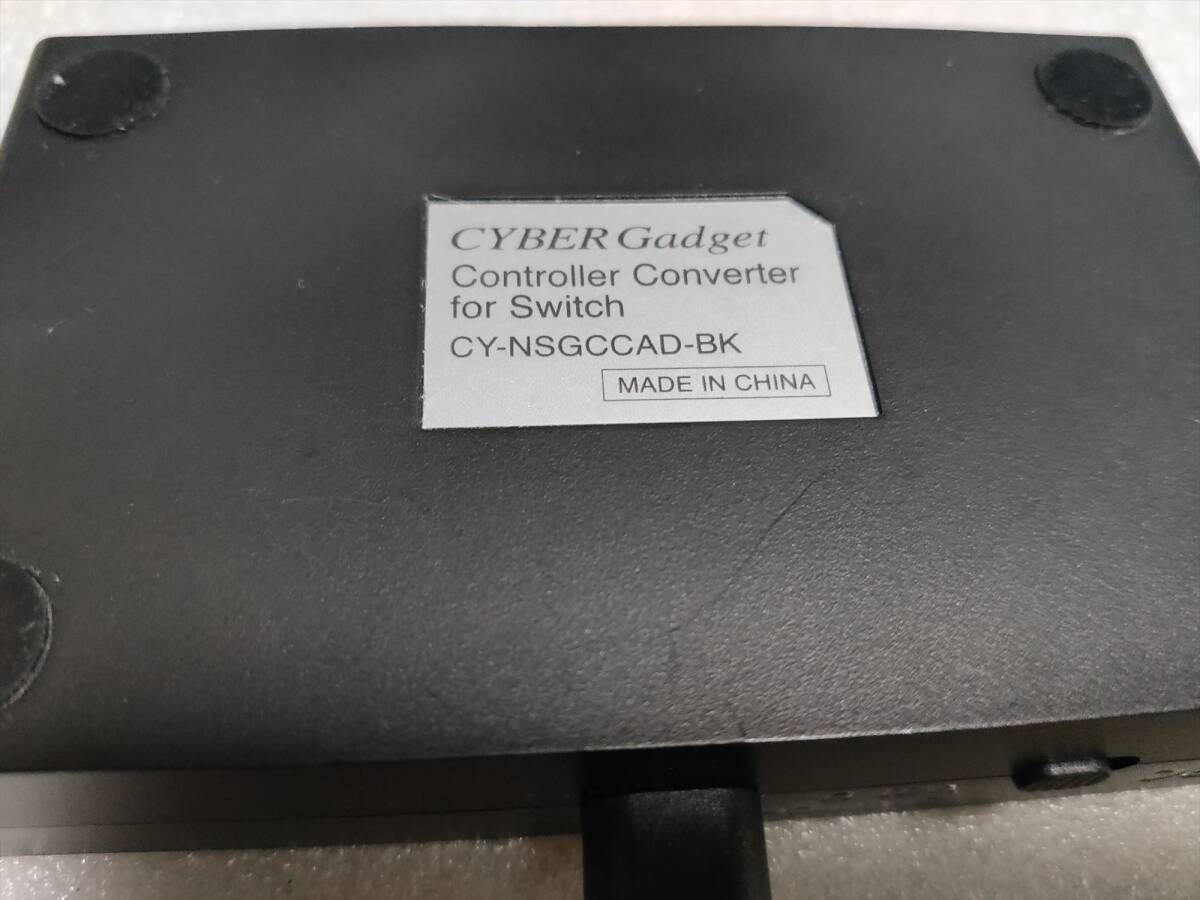 CYBER Gadget
Controller Converter
for Switch
CY-NSGCCAD-BK
MADE IN CHINA